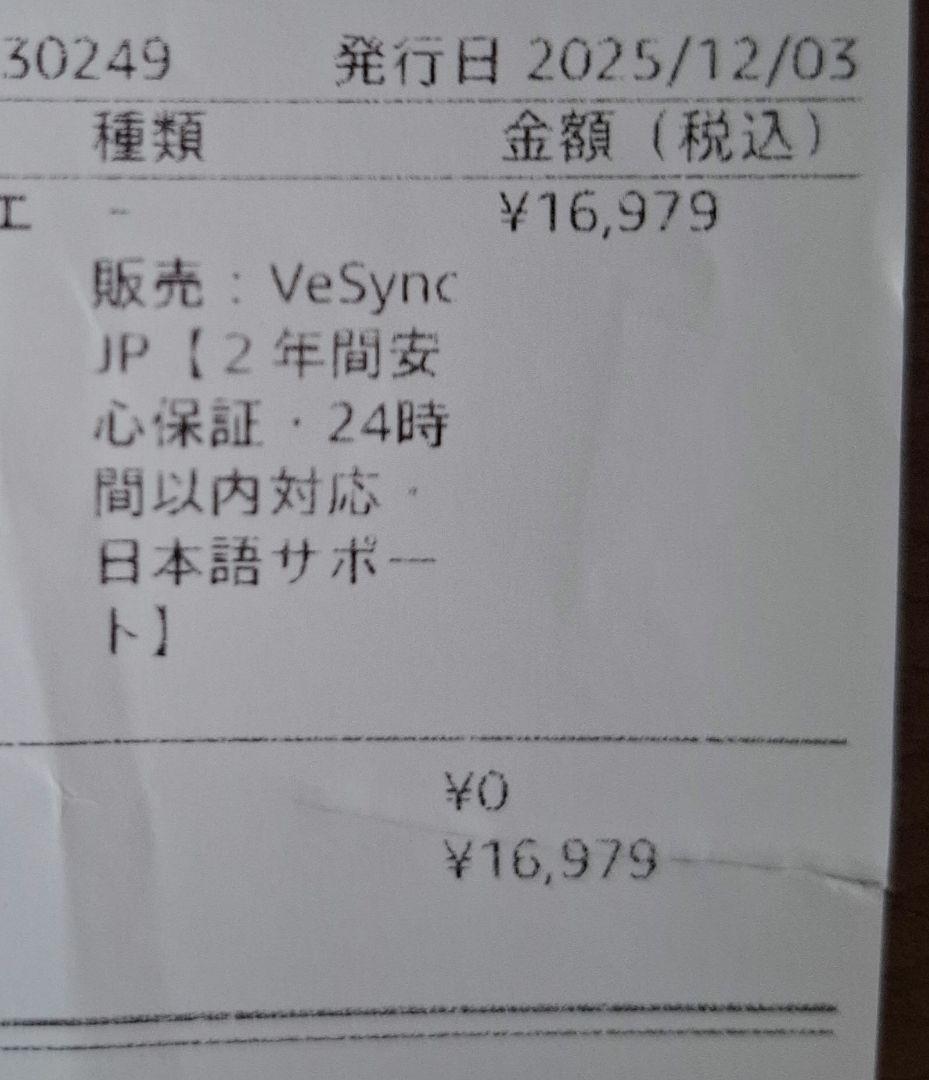 30249 発行日 2025/12/03
種類 金額（税込）
エ - ¥16,979
販売：VeSync
JP【２年間安
心保証・24時
間以内対応・
日本語サポー
ト】
¥0
¥16,979